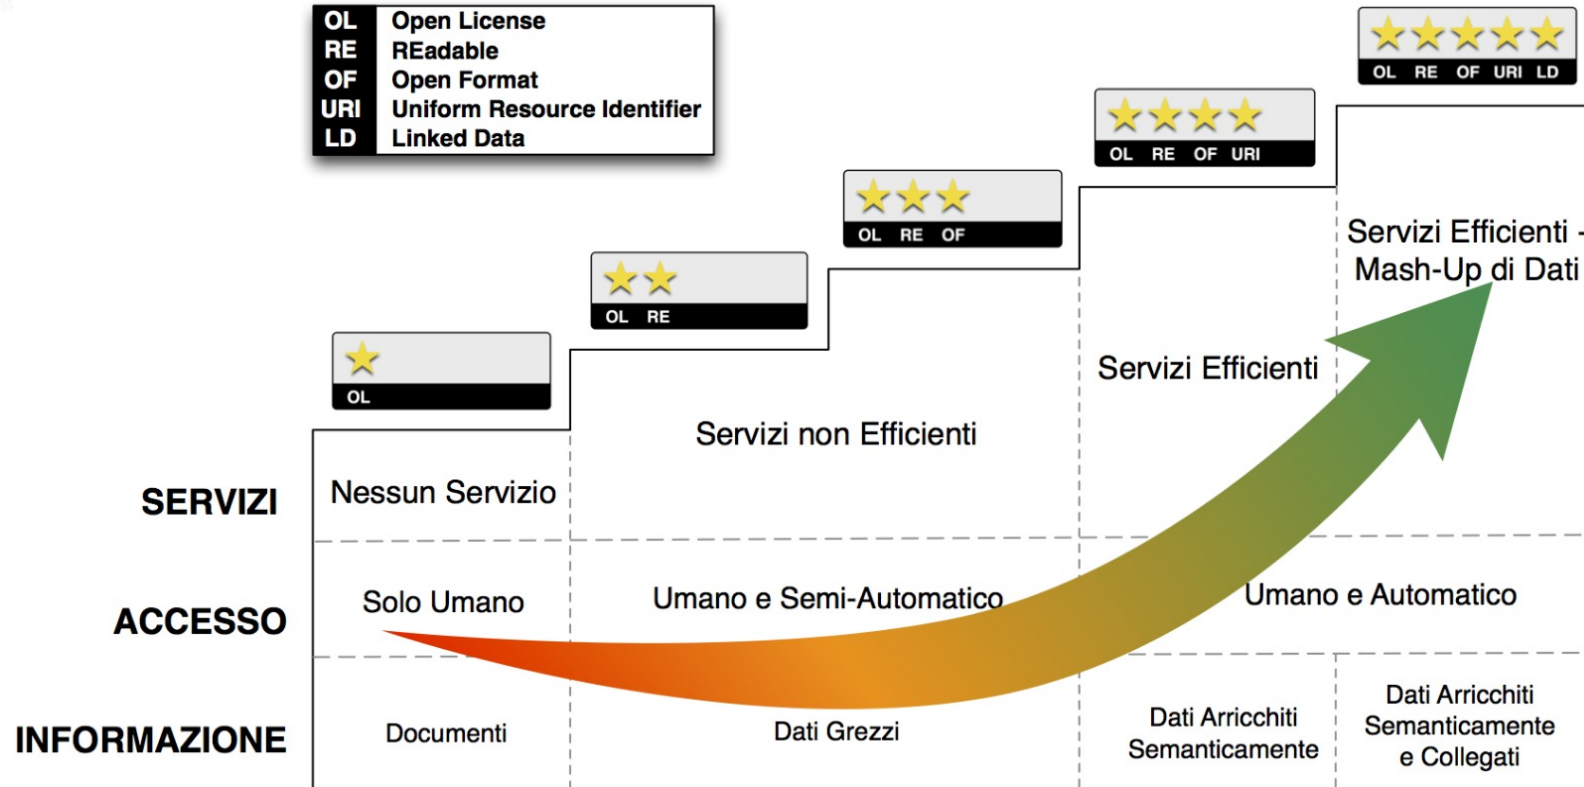 OL Open License
RE REadable
OF Open Format
URI Uniform Resource Identifier
LD Linked Data
OL RE OF URI LD
OL RE OF URI
OL RE OF
OL RE
OL
Servizi Efficienti -
Mash-Up di Dati
Servizi Efficienti
Servizi non Efficienti
SERVIZI
Nessun Servizio
ACCESSO
Solo Umano
Umano e Semi-Automatico
Umano e Automatico
INFORMAZIONE
Documenti
Dati Grezzi
Dati Arricchiti
Semanticamente
Dati Arricchiti
Semanticamente
e Collegati